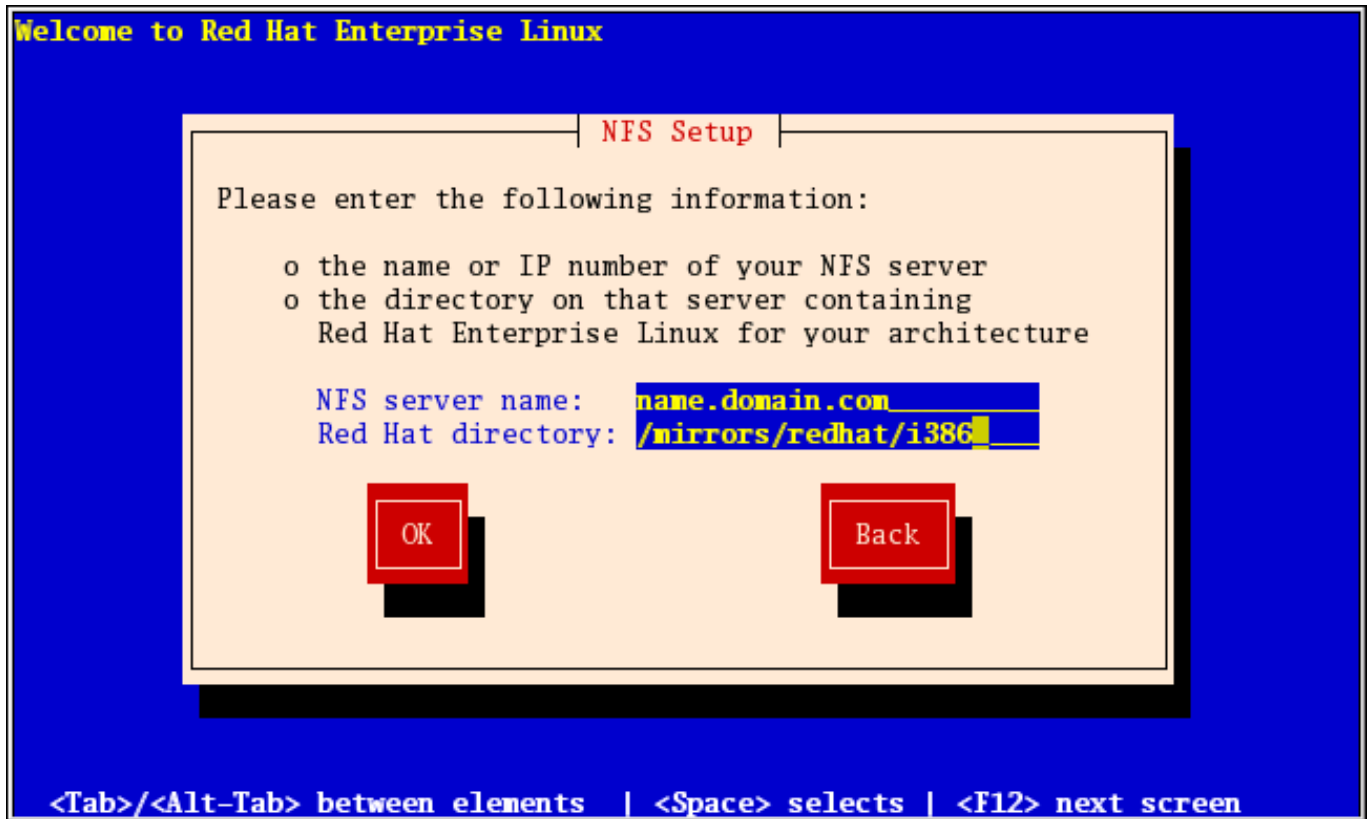 Welcome to Red Hat Enterprise Linux
NFS Setup
Please enter the following information:
o the name or IP number of your NFS server
o the directory on that server containing
Red Hat Enterprise Linux for your architecture
NFS server name: name.domain.com_________
Red Hat directory: /mirrors/redhat/i386____
OK Back
<Tab>/<Alt-Tab> between elements | <Space> selects | <F12> next screen